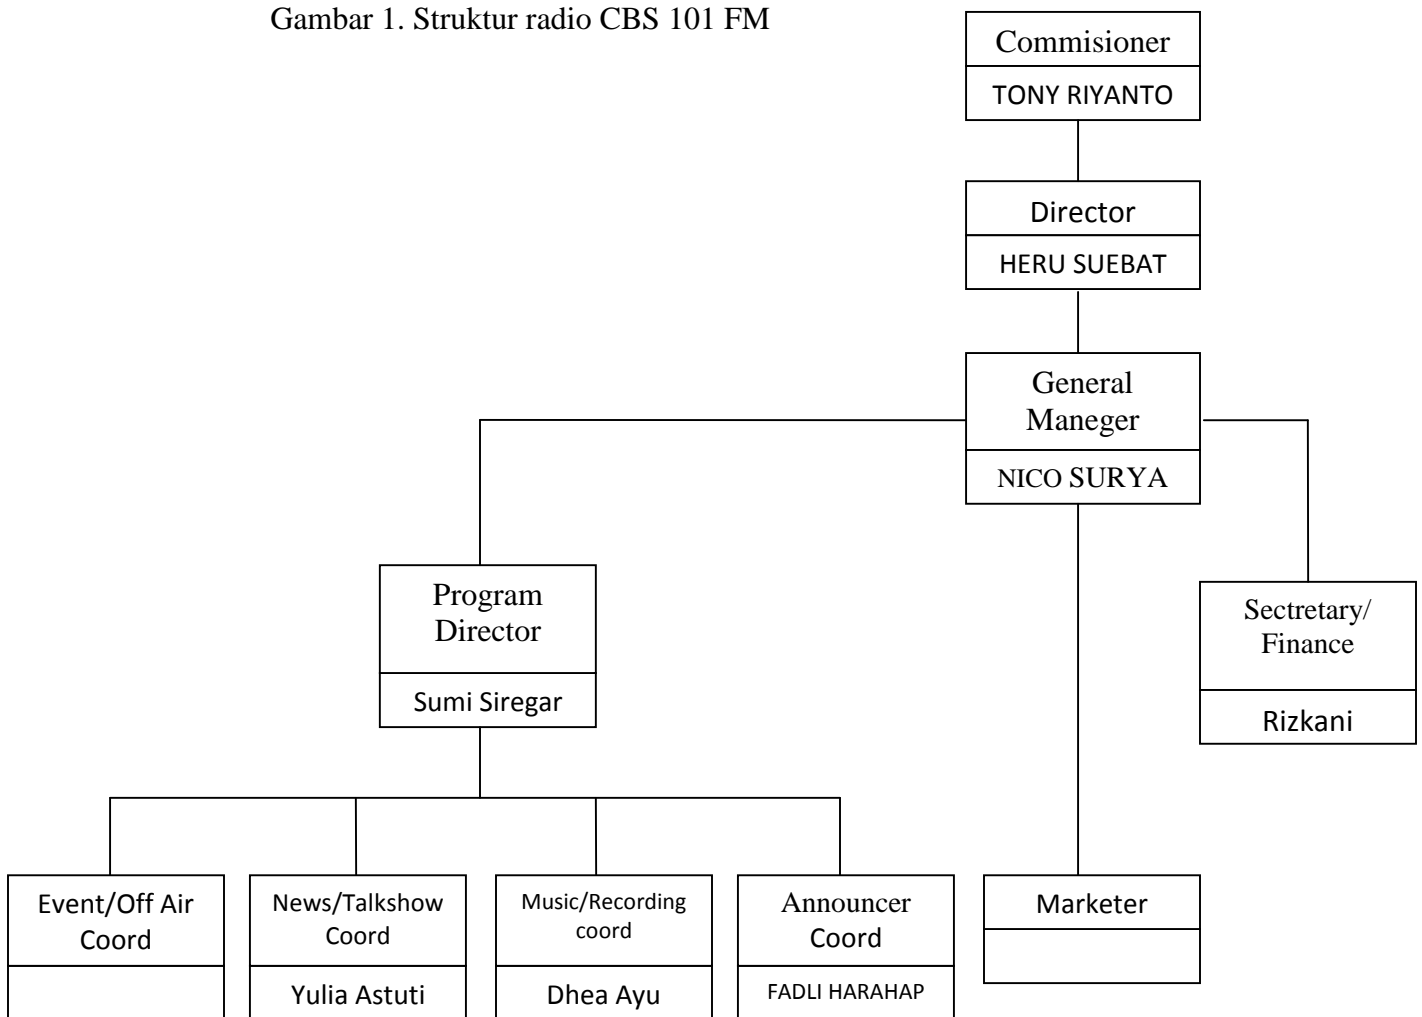 Gambar 1. Struktur radio CBS 101 FM
Commisioner
TONY RIYANTO
Director
HERU SUEBAT
General
Maneger
NICO SURYA
Program
Director
Sumi Siregar
Sectretary/
Finance
Rizkani
Event/Off Air
Coord
News/Talkshow
Coord
Yulia Astuti
Music/Recording
coord
Dhea Ayu
Announcer
Coord
FADLI HARAHAP
Marketer